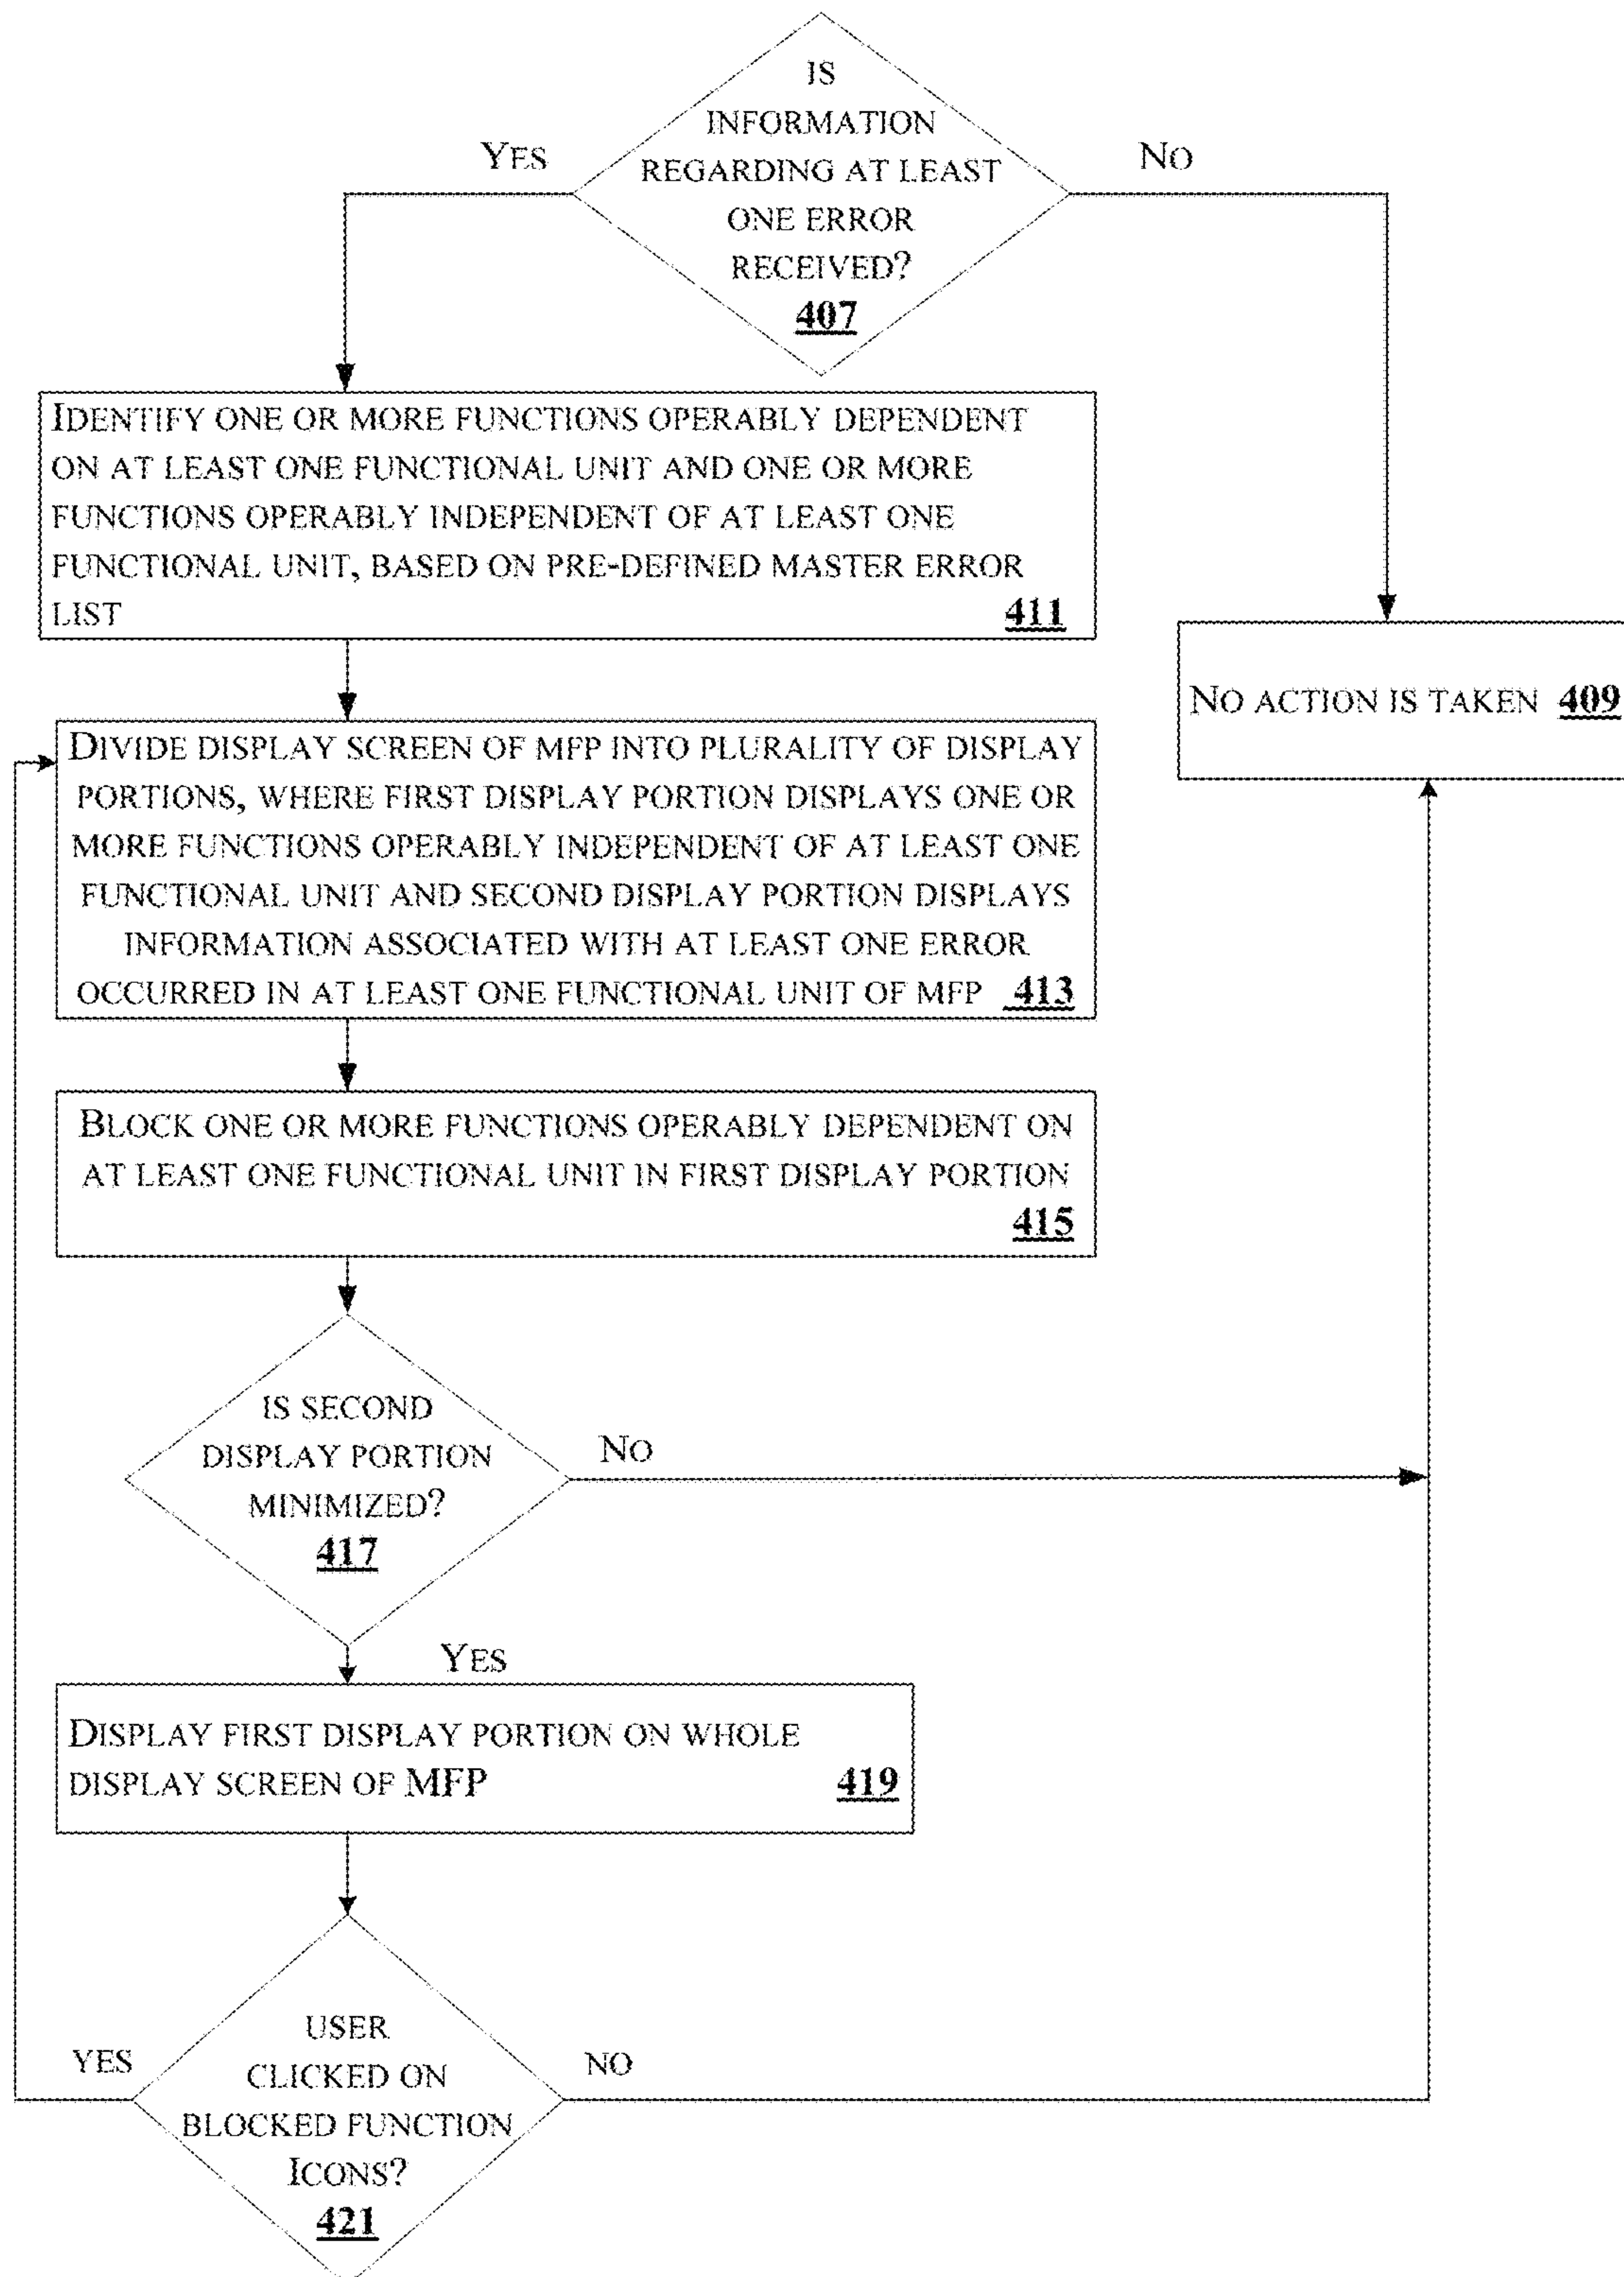 IS
INFORMATION
REGARDING AT LEAST
ONE ERROR
RECEIVED?
407
YES
NO
IDENTIFY ONE OR MORE FUNCTIONS OPERABLY DEPENDENT
ON AT LEAST ONE FUNCTIONAL UNIT AND ONE OR MORE
FUNCTIONS OPERABLY INDEPENDENT OF AT LEAST ONE
FUNCTIONAL UNIT, BASED ON PRE-DEFINED MASTER ERROR
LIST 411
NO ACTION IS TAKEN 409
DIVIDE DISPLAY SCREEN OF MFP INTO PLURALITY OF DISPLAY
PORTIONS, WHERE FIRST DISPLAY PORTION DISPLAYS ONE OR
MORE FUNCTIONS OPERABLY INDEPENDENT OF AT LEAST ONE
FUNCTIONAL UNIT AND SECOND DISPLAY PORTION DISPLAYS
INFORMATION ASSOCIATED WITH AT LEAST ONE ERROR
OCCURRED IN AT LEAST ONE FUNCTIONAL UNIT OF MFP 413
BLOCK ONE OR MORE FUNCTIONS OPERABLY DEPENDENT ON
AT LEAST ONE FUNCTIONAL UNIT IN FIRST DISPLAY PORTION
415
IS SECOND
DISPLAY PORTION
MINIMIZED?
417
NO
YES
DISPLAY FIRST DISPLAY PORTION ON WHOLE
DISPLAY SCREEN OF MFP 419
USER
CLICKED ON
BLOCKED FUNCTION
ICONS?
421
YES
NO